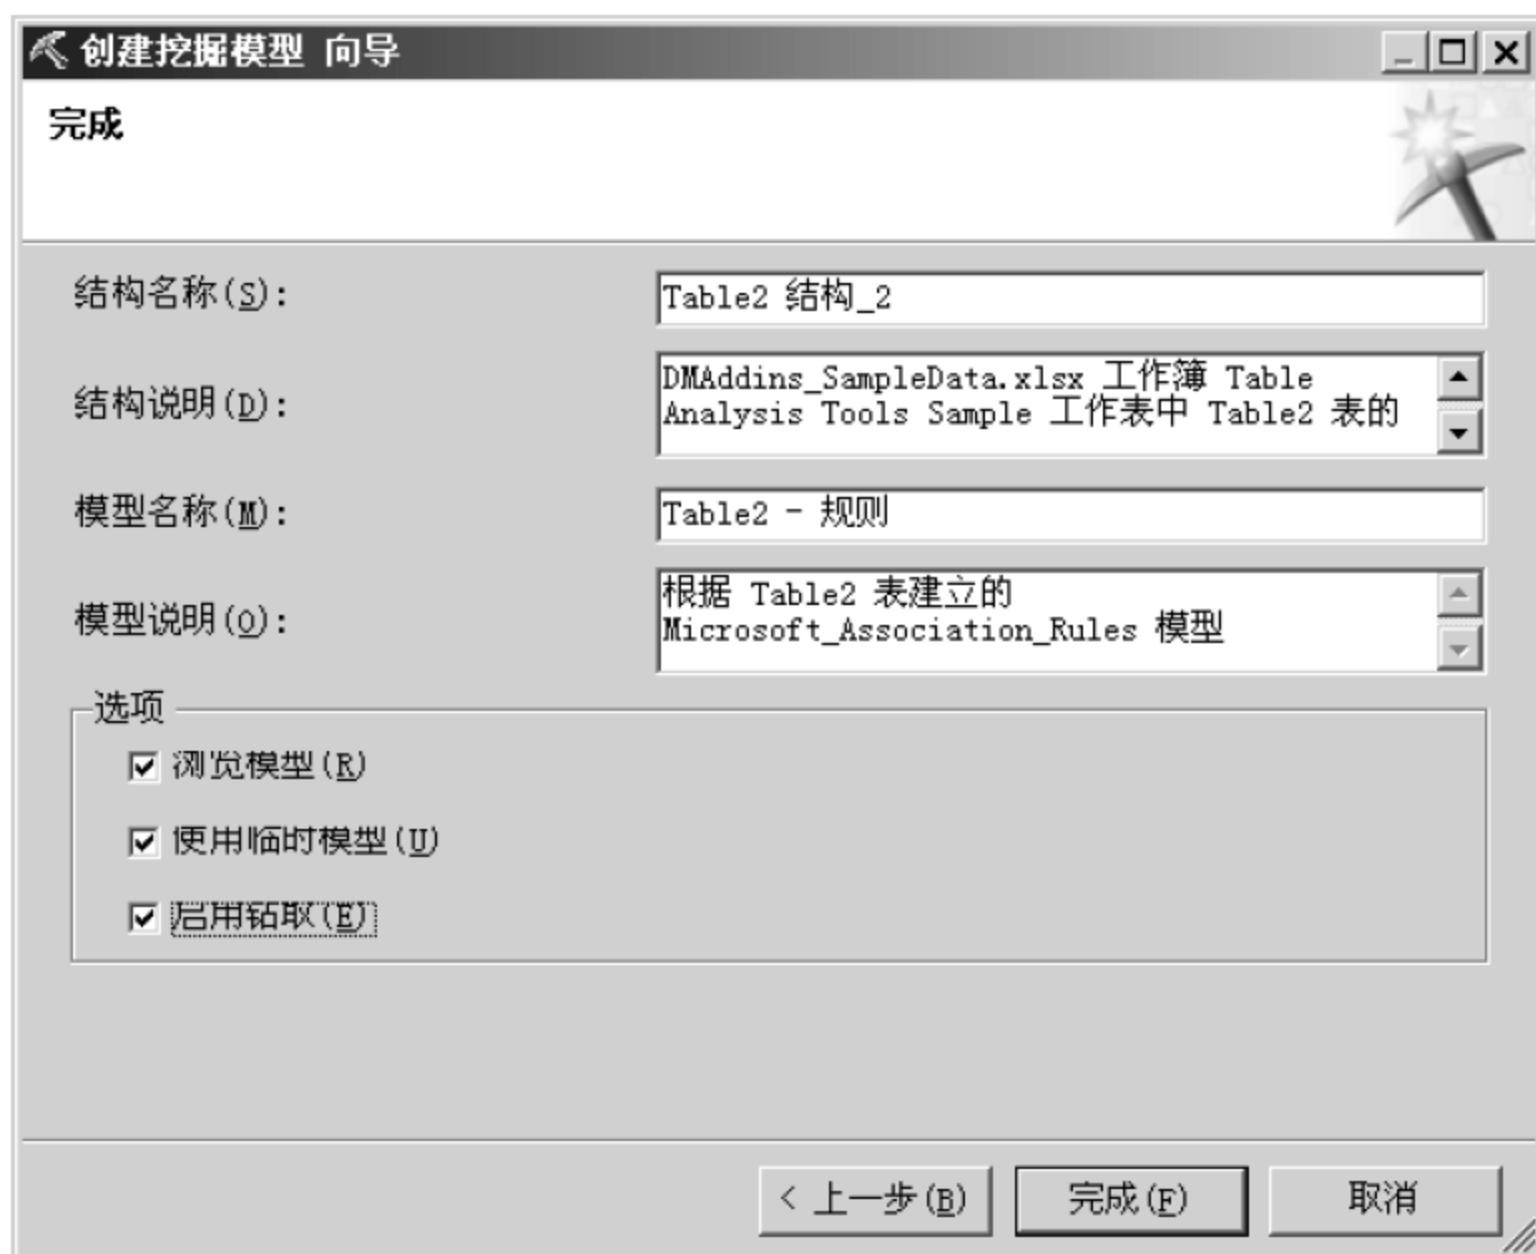 创建挖掘模型 向导
完成
结构名称(S):
Table2 结构_2
结构说明(D):
DMAddins_SampleData.xlsx 工作簿 Table
Analysis Tools Sample 工作表中 Table2 表的
模型名称(M):
Table2 - 规则
模型说明(O):
根据 Table2 表建立的
Microsoft_Association_Rules 模型
选项
浏览模型(R)
使用临时模型(U)
启用钻取(E)
< 上一步(B)
完成(F)
取消